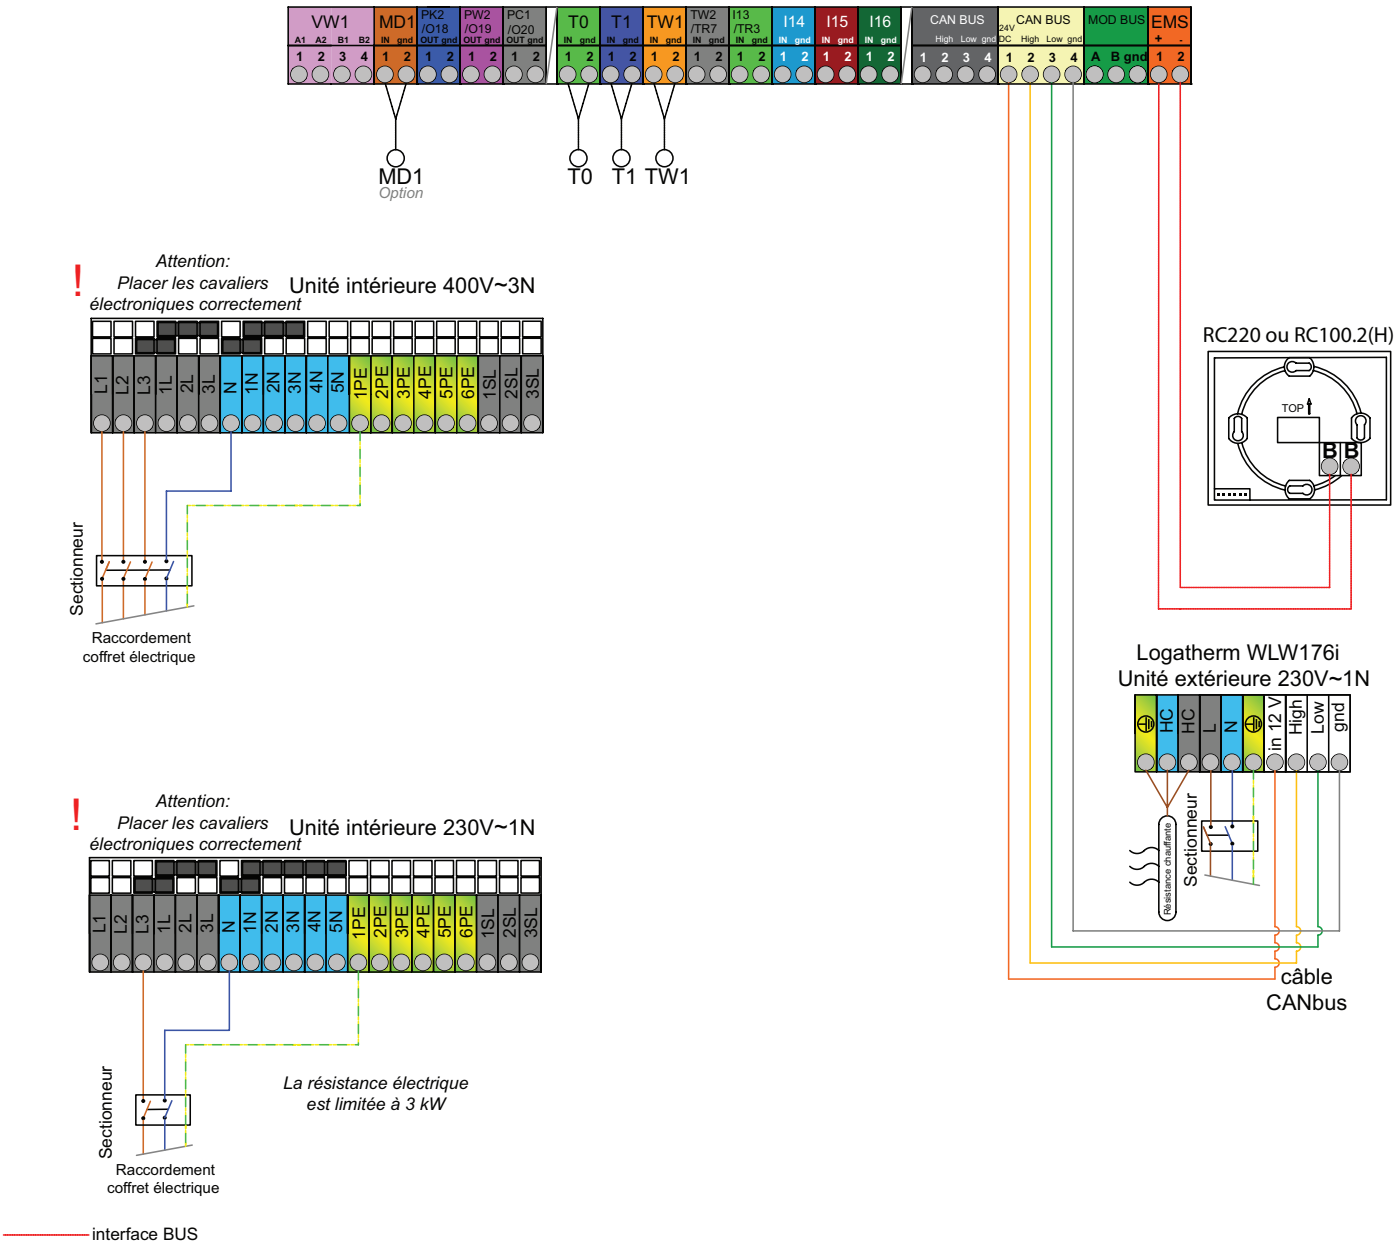 VW1 MD1 PK2 /O18 PW2 /O19 PC1 /O20 T0 T1 TW1 TW2 /TR7 I13 /TR3 I14 I15 I16 CAN BUS CAN BUS MOD BUS EMS
A1 A2 B1 B2 IN gnd OUT gnd OUT gnd OUT gnd IN gnd IN gnd IN gnd IN gnd IN gnd IN gnd IN gnd IN gnd High Low gnd 24V DC High Low gnd + -
1 2 3 4 1 2 1 2 1 2 1 2 1 2 1 2 1 2 1 2 1 2 1 2 1 2 1 2 1 2 3 4 1 2 3 4 A B gnd 1 2
MD1 T0 T1 TW1
Option
!
Attention:
Placer les cavaliers
électroniques correctement
Unité intérieure 400V~3N
L1 L2 L3 1L 2L 3L N 1N 2N 3N 4N 5N 1PE 2PE 3PE 4PE 5PE 6PE 1SL 2SL 3SL
Sectionneur
Raccordement
coffret électrique
RC220 ou RC100.2(H)
TOP
B B
Logatherm WLW176i
Unité extérieure 230V~1N
HC HC L N in 12 V High Low gnd
Résistance chauffante
Sectionneur
câble
CANbus
!
Attention:
Placer les cavaliers
électroniques correctement
Unité intérieure 230V~1N
L1 L2 L3 1L 2L 3L N 1N 2N 3N 4N 5N 1PE 2PE 3PE 4PE 5PE 6PE 1SL 2SL 3SL
La résistance électrique
est limitée à 3 kW
Sectionneur
Raccordement
coffret électrique
interface BUS